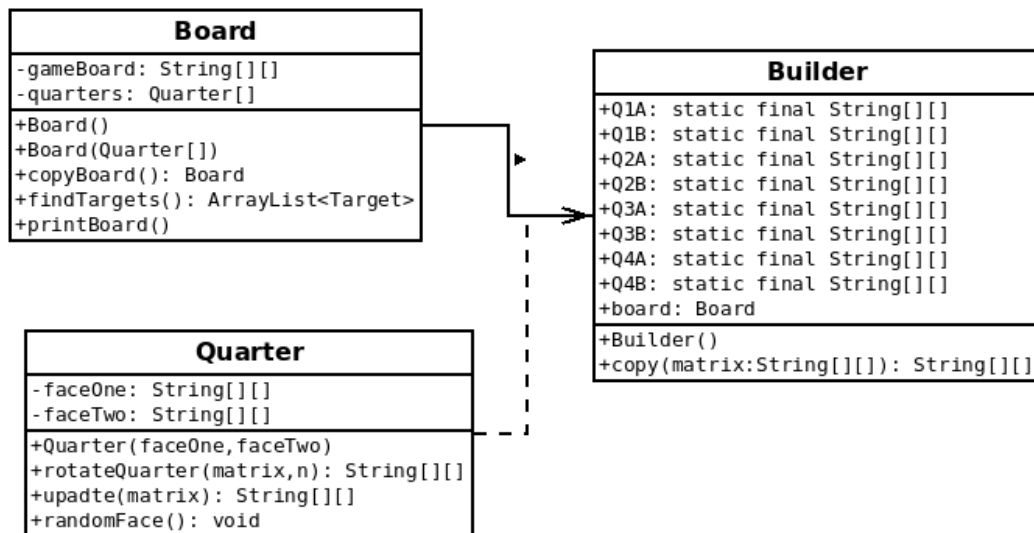 Board
-gameBoard: String[][]
-quarters: Quarter[]
+Board()
+Board(Quarter[])
+copyBoard(): Board
+findTargets(): ArrayList<Target>
+printBoard()
Builder
+Q1A: static final String[][]
+Q1B: static final String[][]
+Q2A: static final String[][]
+Q2B: static final String[][]
+Q3A: static final String[][]
+Q3B: static final String[][]
+Q4A: static final String[][]
+Q4B: static final String[][]
+board: Board
+Builder()
+copy(matrix:String[][]): String[][]
Quarter
-faceOne: String[][]
-faceTwo: String[][]
+Quarter(faceOne,faceTwo)
+rotateQuarter(matrix,n): String[][]
+upadte(matrix): String[][]
+randomFace(): void